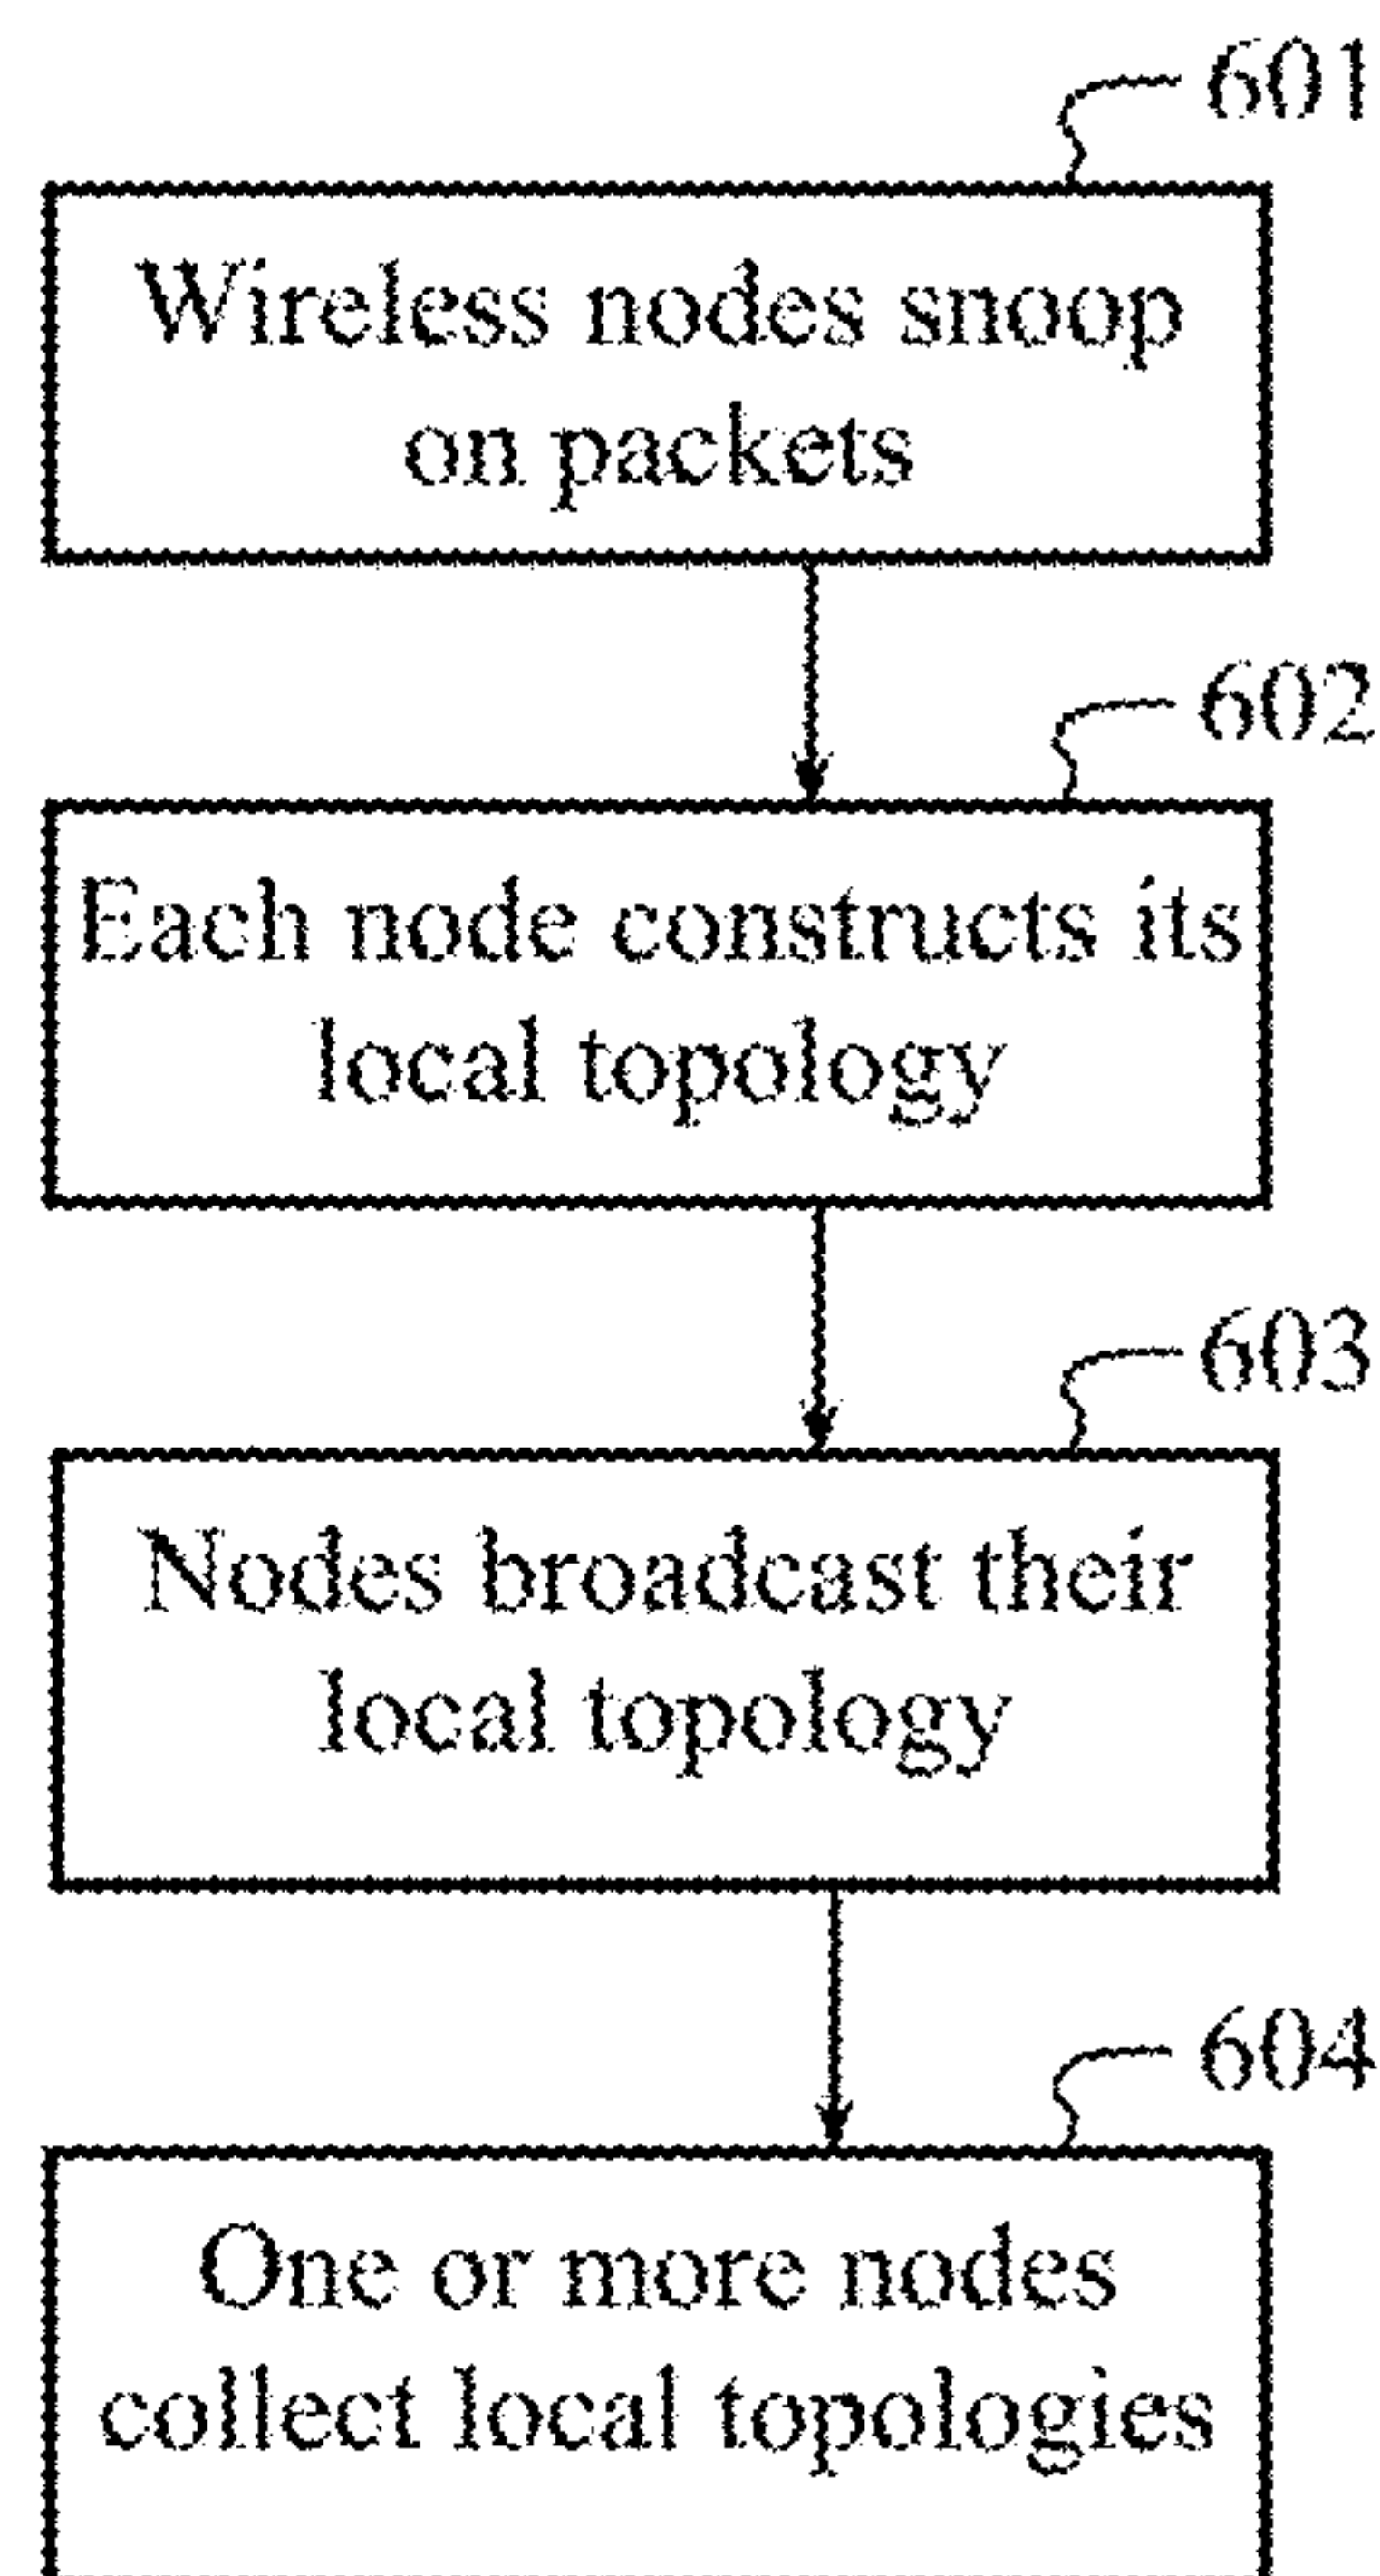 601
Wireless nodes snoop
on packets
602
Each node constructs its
local topology
603
Nodes broadcast their
local topology
604
One or more nodes
collect local topologies